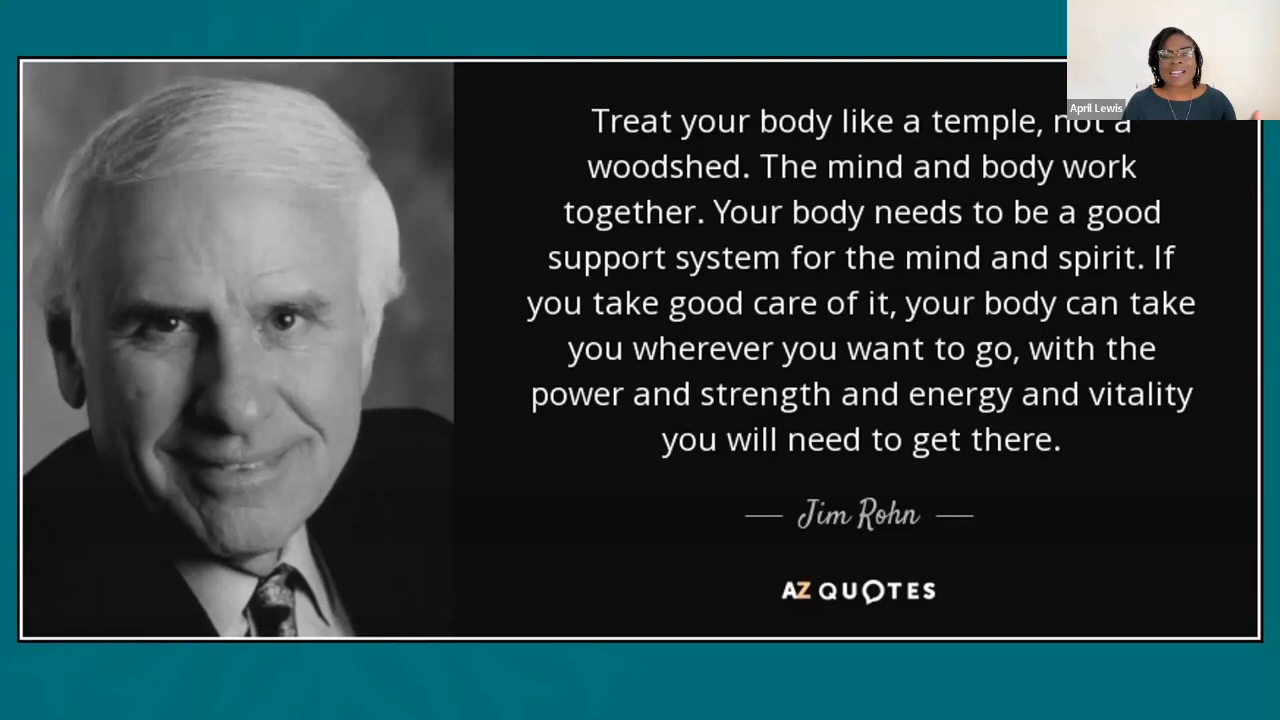 April Lewis
Treat your body like a temple, not a
woodshed. The mind and body work
together. Your body needs to be a good
support system for the mind and spirit. If
you take good care of it, your body can take
you wherever you want to go, with the
power and strength and energy and vitality
you will need to get there.
Jim Rohn
AZ QUOTES